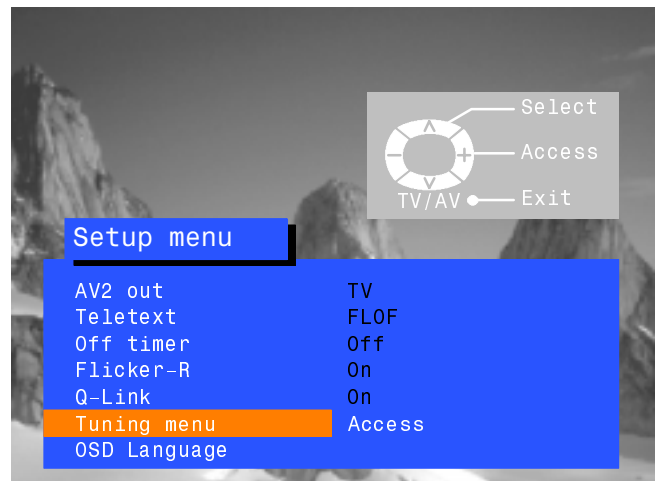 Select
Access
TV/AV Exit
Setup menu
AV2 out TV
Teletext FLOF
Off timer Off
Flicker-R On
Q-Link On
Tuning menu Access
OSD Language